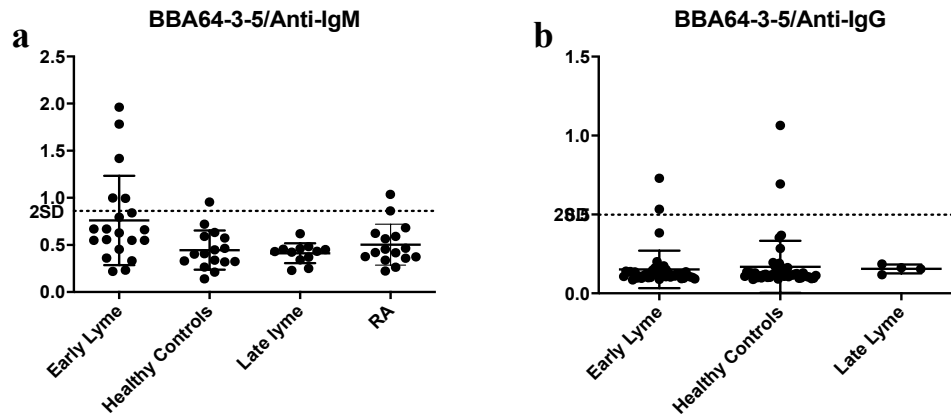 a
BBA64-3-5/Anti-IgM
2.5
2.0
1.5
1.0
2SD
0.5
0.0
Early Lyme
Healthy Controls
Late lyme
RA
b
BBA64-3-5/Anti-IgG
1.5
1.0
2SD
0.5
0.0
Early Lyme
Healthy Controls
Late Lyme